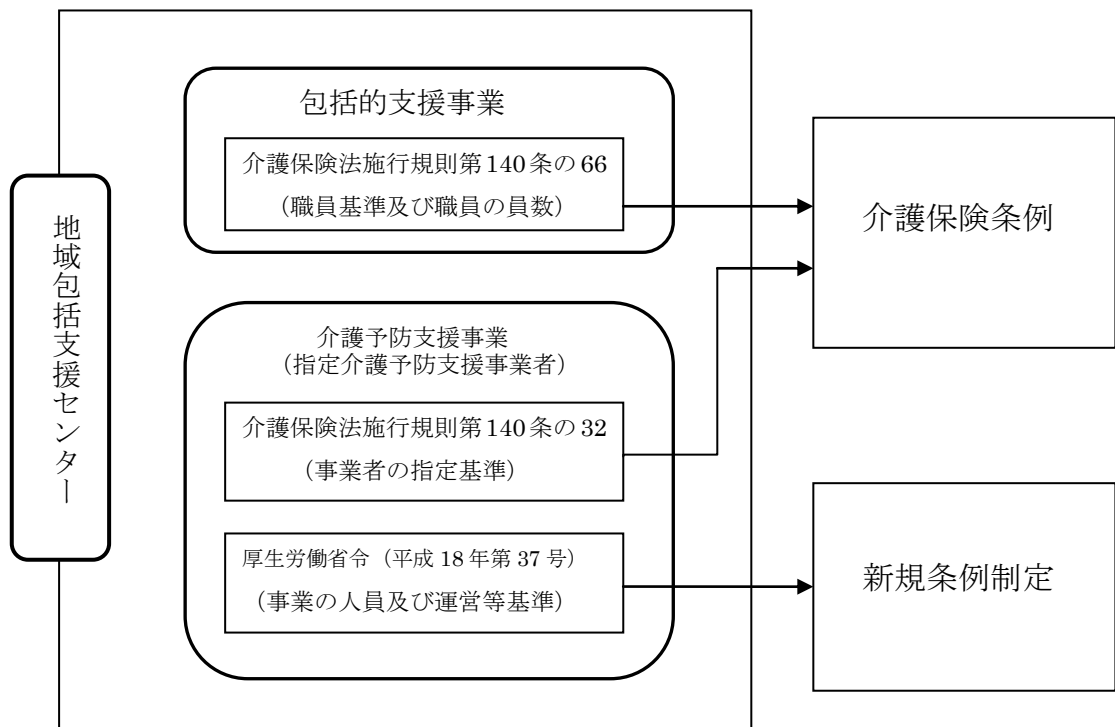 地域包括支援センター
包括的支援事業
介護保険法施行規則第140条の66
（職員基準及び職員の員数）
介護予防支援事業
（指定介護予防支援事業者）
介護保険法施行規則第140条の32
（事業者の指定基準）
厚生労働省令（平成18年第37号）
（事業の人員及び運営等基準）
介護保険条例
新規条例制定